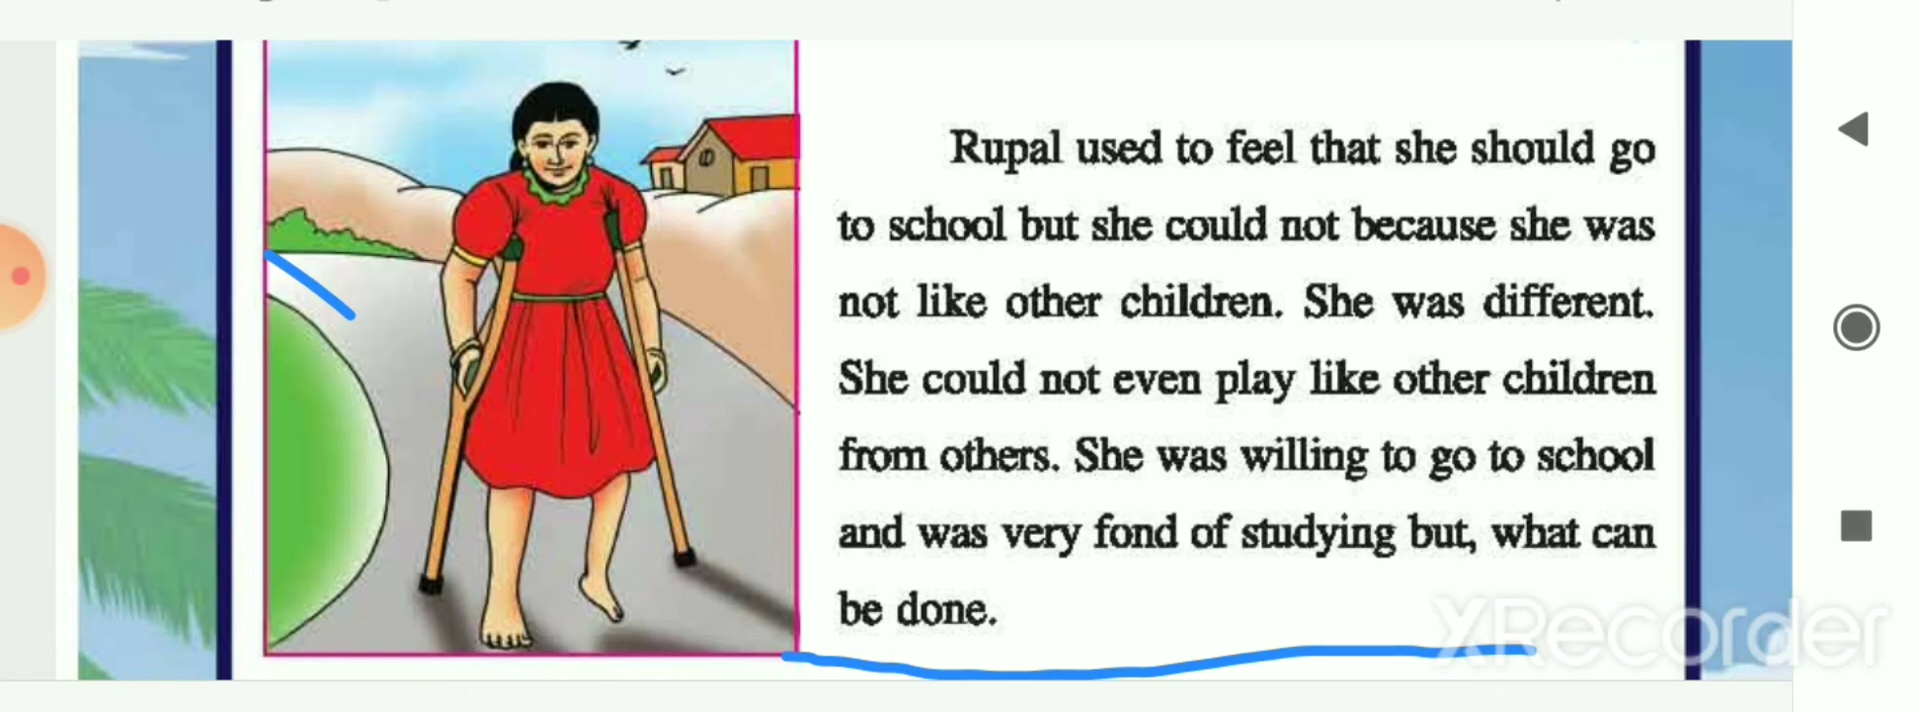 Rupal used to feel that she should go
to school but she could not because she was
not like other children. She was different.
She could not even play like other children
from others. She was willing to go to school
and was very fond of studying but, what can
be done.
XRecorder